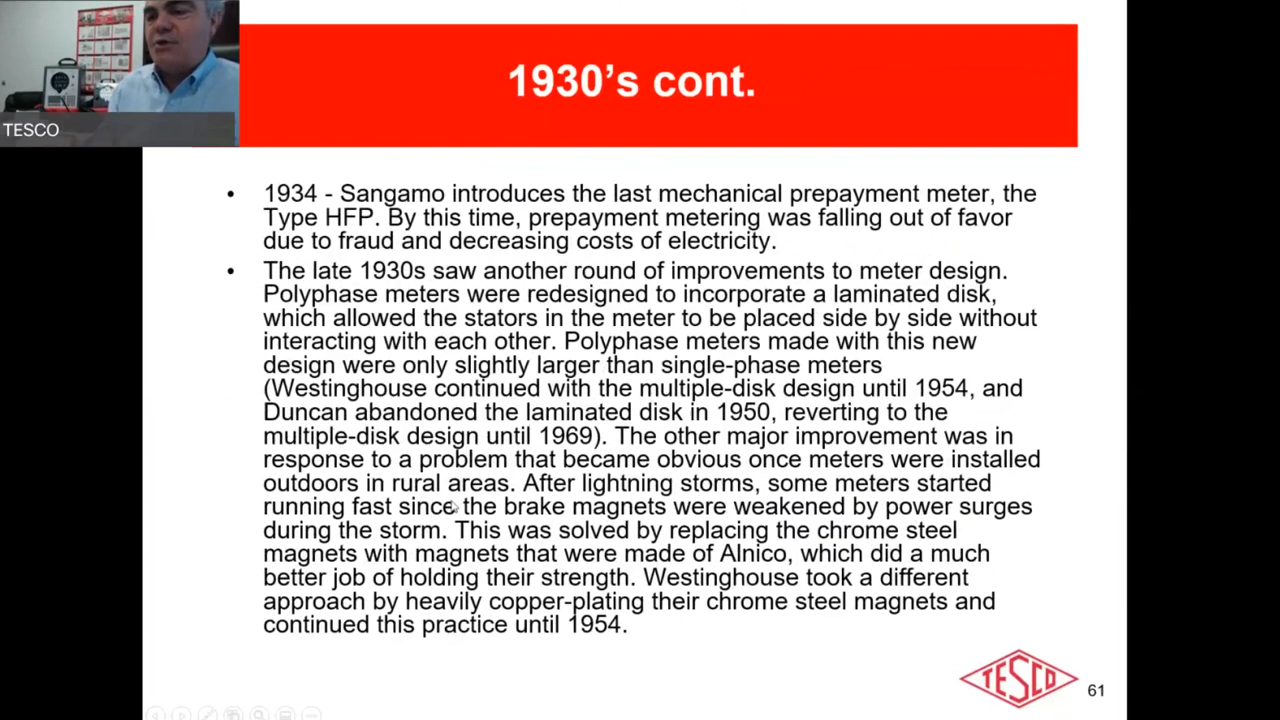 1930's cont.
TESCO
• 1934 - Sangamo introduces the last mechanical prepayment meter, the
Type HFP. By this time, prepayment metering was falling out of favor
due to fraud and decreasing costs of electricity.
• The late 1930s saw another round of improvements to meter design.
Polyphase meters were redesigned to incorporate a laminated disk,
which allowed the stators in the meter to be placed side by side without
interacting with each other. Polyphase meters made with this new
design were only slightly larger than single-phase meters
(Westinghouse continued with the multiple-disk design until 1954, and
Duncan abandoned the laminated disk in 1950, reverting to the
multiple-disk design until 1969). The other major improvement was in
response to a problem that became obvious once meters were installed
outdoors in rural areas. After lightning storms, some meters started
running fast since the brake magnets were weakened by power surges
during the storm. This was solved by replacing the chrome steel
magnets with magnets that were made of Alnico, which did a much
better job of holding their strength. Westinghouse took a different
approach by heavily copper-plating their chrome steel magnets and
continued this practice until 1954.
TESCO
61